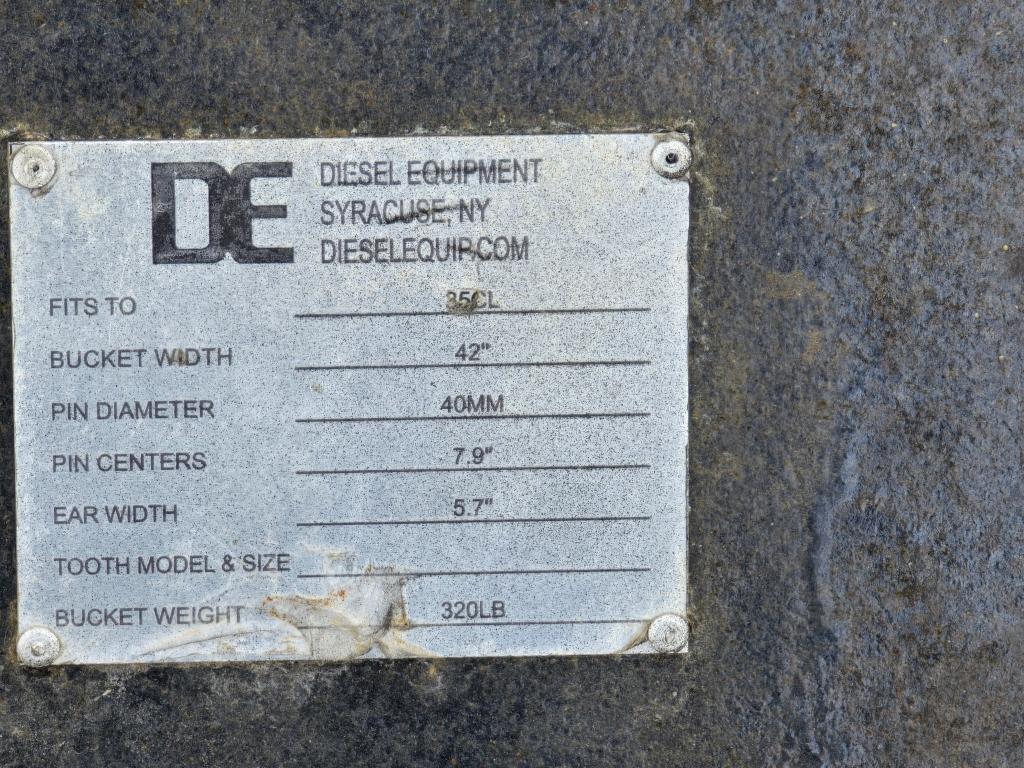 DE
DIESEL EQUIPMENT
SYRACUSE, NY
DIESELEQUIP.COM
FITS TO 35CL
BUCKET WIDTH 42"
PIN DIAMETER 40MM
PIN CENTERS 7.9"
EAR WIDTH 5.7"
TOOTH MODEL & SIZE
BUCKET WEIGHT 320LB